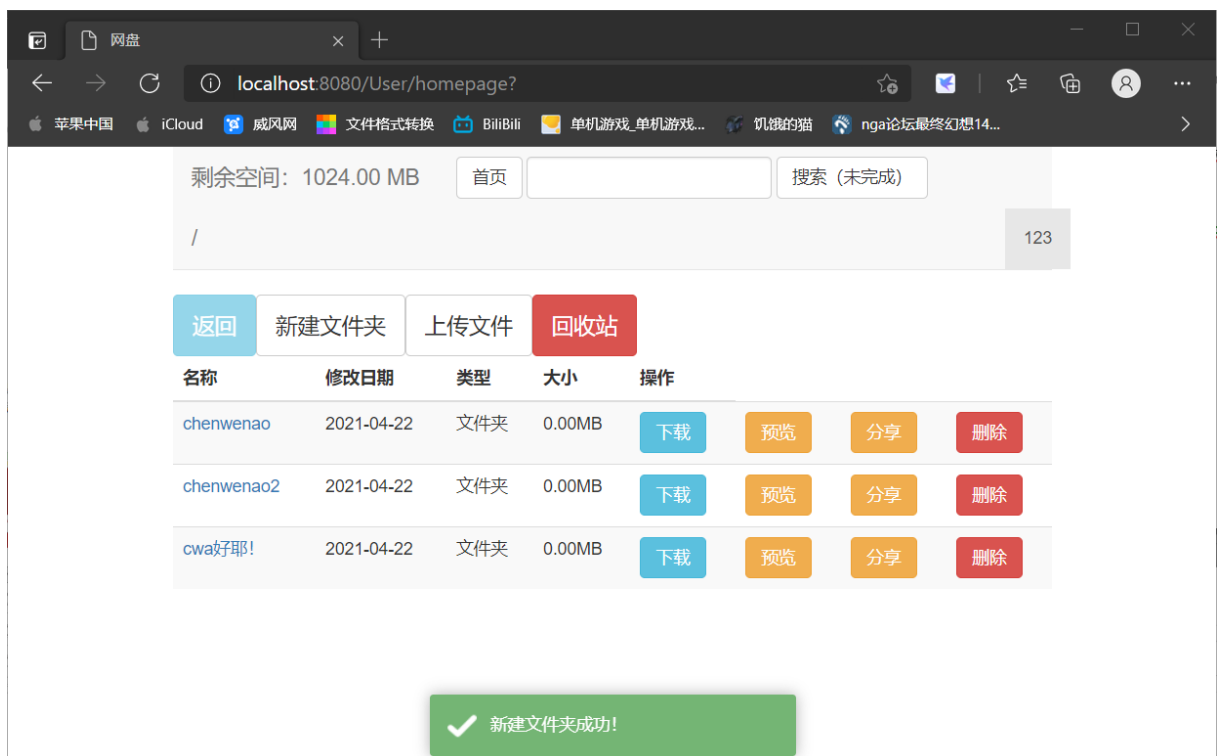 网盘
localhost:8080/User/homepage?
苹果中国 iCloud 威风网 文件格式转换 BiliBili 单机游戏_单机游戏... 饥饿的猫 nga论坛最终幻想14...
剩余空间：1024.00 MB 首页 搜索（未完成）
/ 123
返回 新建文件夹 上传文件 回收站
名称 修改日期 类型 大小 操作
chenwenao 2021-04-22 文件夹 0.00MB 下载 预览 分享 删除
chenwenao2 2021-04-22 文件夹 0.00MB 下载 预览 分享 删除
cwa好耶！ 2021-04-22 文件夹 0.00MB 下载 预览 分享 删除
新建文件夹成功！